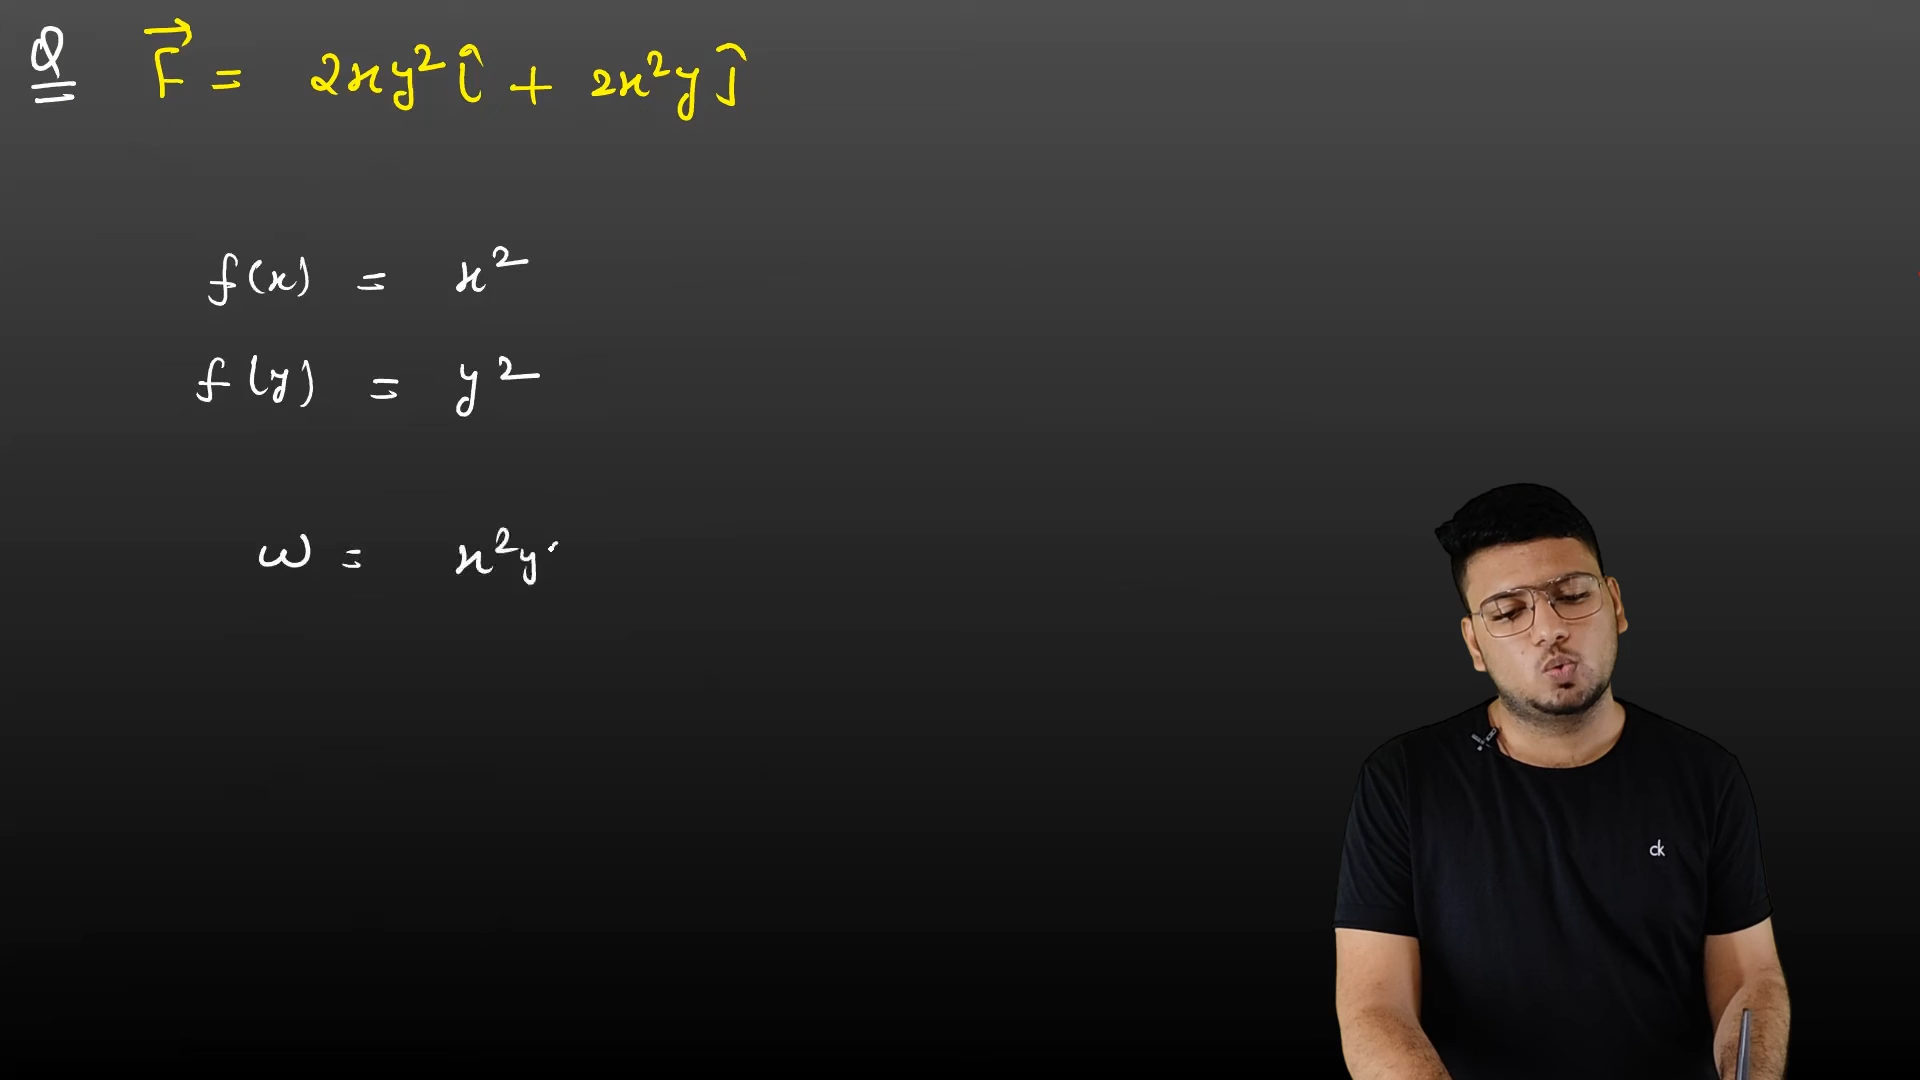 Q F⃗ = 2xy² î + 2x²y ĵ
f(x) = x²
f(y) = y²
W = x²y
ck